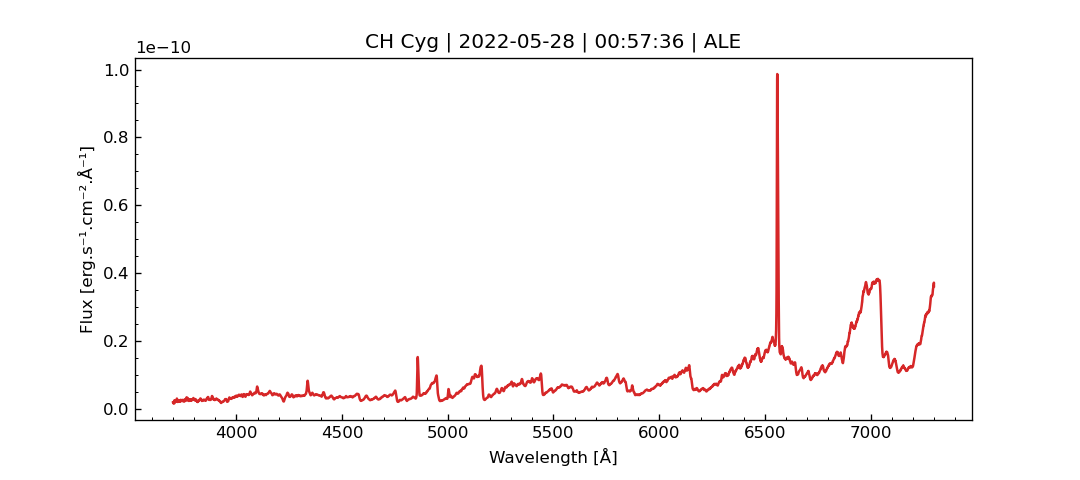 CH Cyg | 2022-05-28 | 00:57:36 | ALE
1e−10
1.0
0.8
0.6
0.4
0.2
0.0
Flux [erg.s⁻¹.cm⁻².Å⁻¹]
4000 4500 5000 5500 6000 6500 7000
Wavelength [Å]